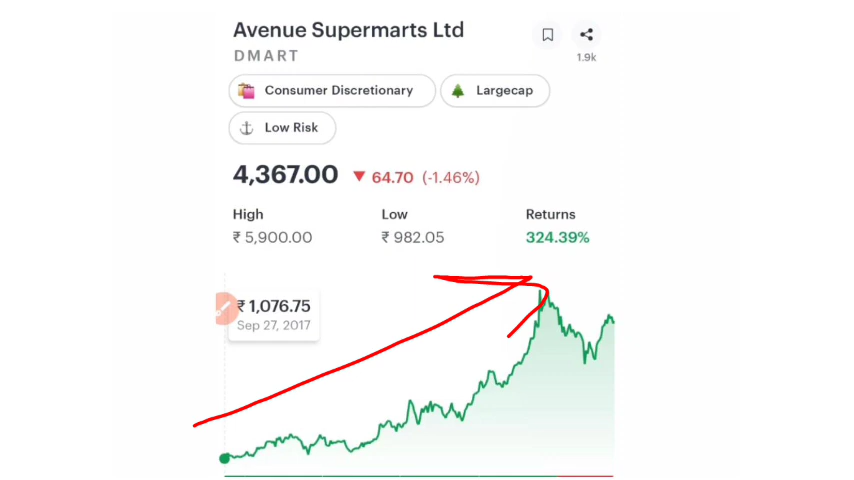 Avenue Supermarts Ltd
DMART
1.9k
Consumer Discretionary
Largecap
Low Risk
4,367.00 ▼ 64.70 (-1.46%)
High Low Returns
₹ 5,900.00 ₹ 982.05 324.39%
₹ 1,076.75
Sep 27, 2017